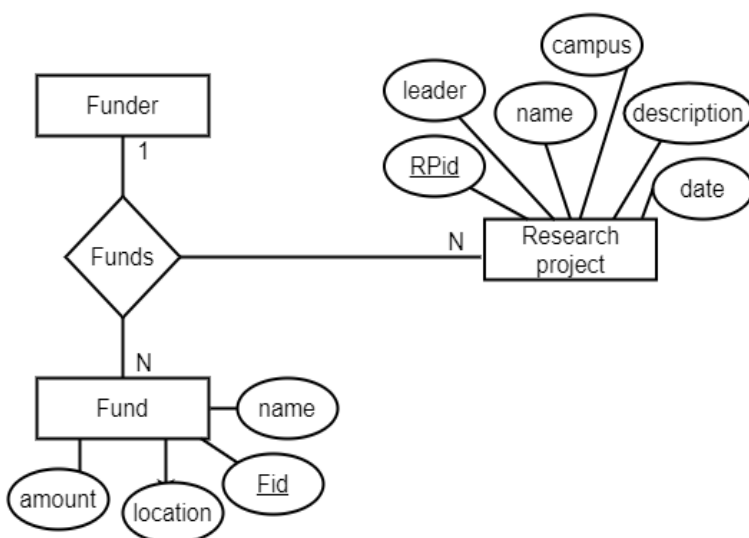 campus
leader
Funder
name
description
1
RPid
date
Research
project
N
Funds
N
Fund
name
Fid
amount
location